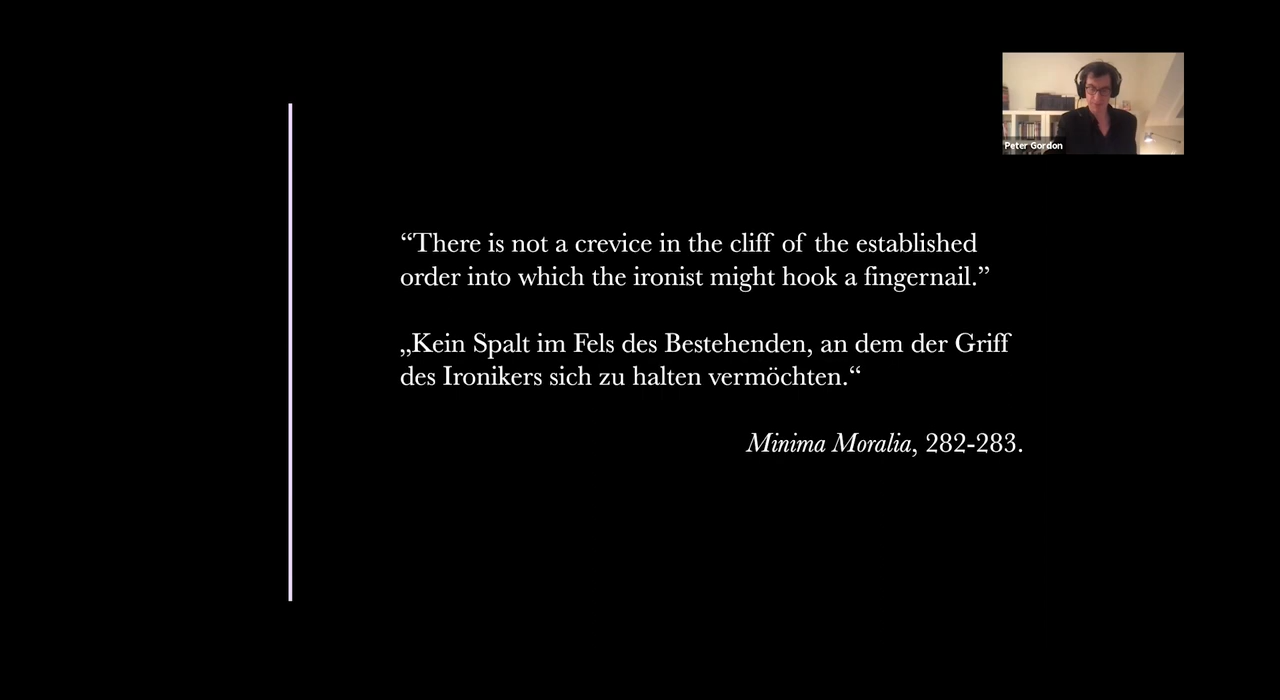 Peter Gordon
“There is not a crevice in the cliff of the established
order into which the ironist might hook a fingernail.”
„Kein Spalt im Fels des Bestehenden, an dem der Griff
des Ironikers sich zu halten vermöchten.“
Minima Moralia, 282-283.